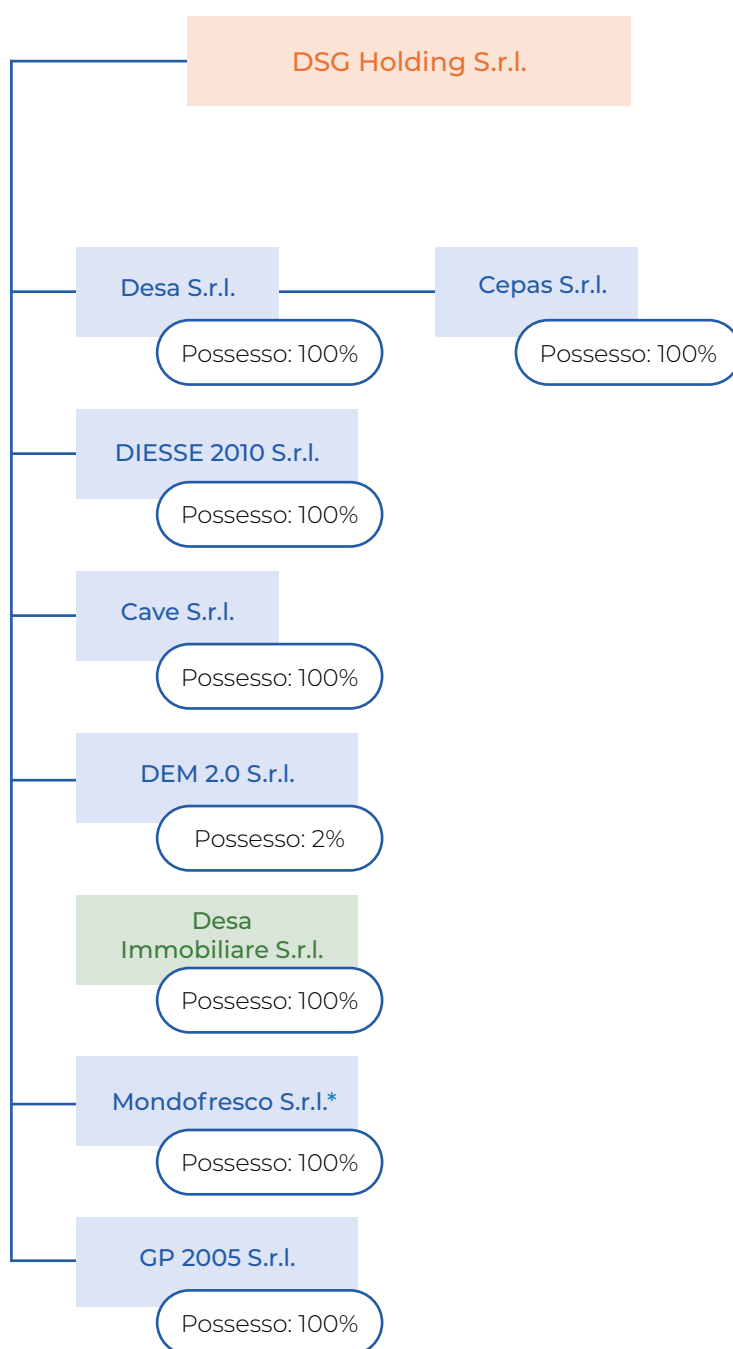 DSG Holding S.r.l.
Desa S.r.l.
Possesso: 100%
Cepas S.r.l.
Possesso: 100%
DIESSE 2010 S.r.l.
Possesso: 100%
Cave S.r.l.
Possesso: 100%
DEM 2.0 S.r.l.
Possesso: 2%
Desa
Immobiliare S.r.l.
Possesso: 100%
Mondofresco S.r.l.*
Possesso: 100%
GP 2005 S.r.l.
Possesso: 100%